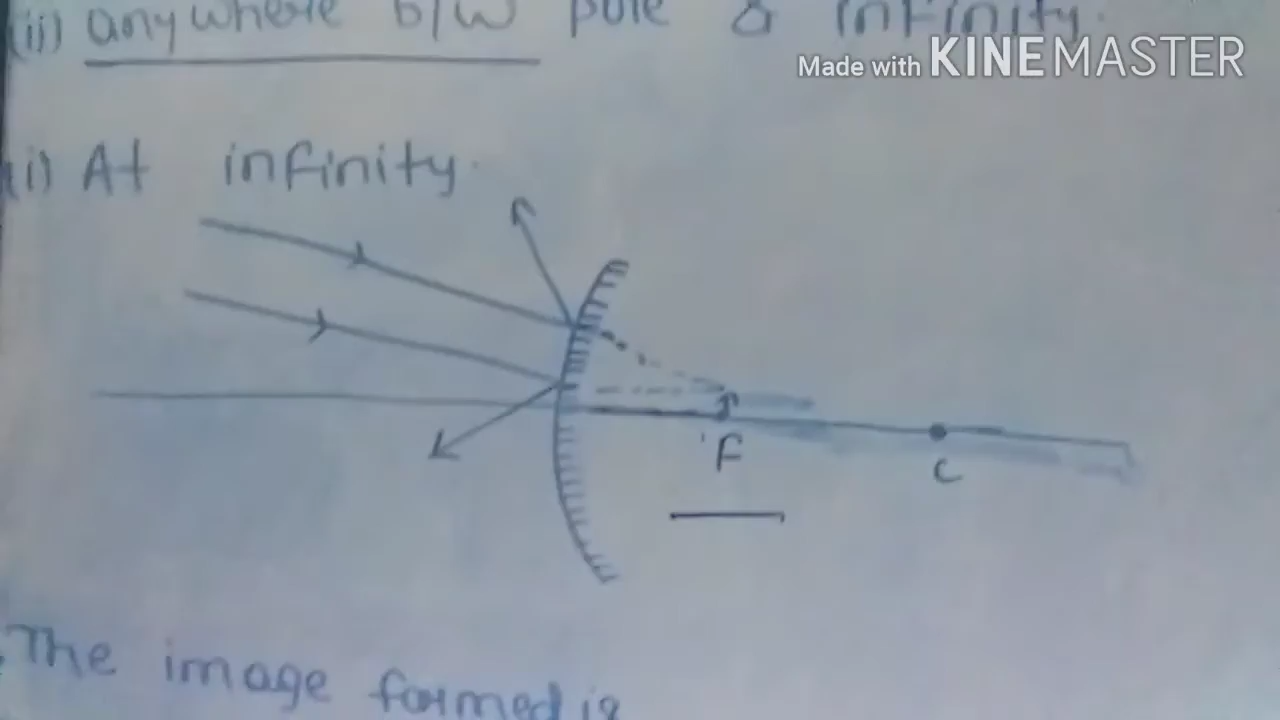 (ii) anywhere b/w pole & infinity.
Made with KINEMASTER
(i) At infinity.
F
C
The image formed is